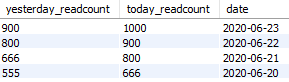 yesterday_readcount today_readcount date
900 1000 2020-06-23
800 900 2020-06-22
666 800 2020-06-21
555 666 2020-06-20